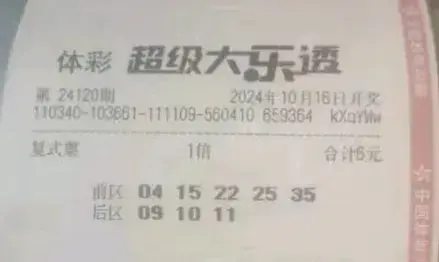 体彩 超级大乐透
第 24120期 2024年10月16日开奖
110340-103661-111109-560410 659364 kXqYWw
复式票 1倍 合计6元
前区 04 15 22 25 35
后区 09 10 11
中国体育